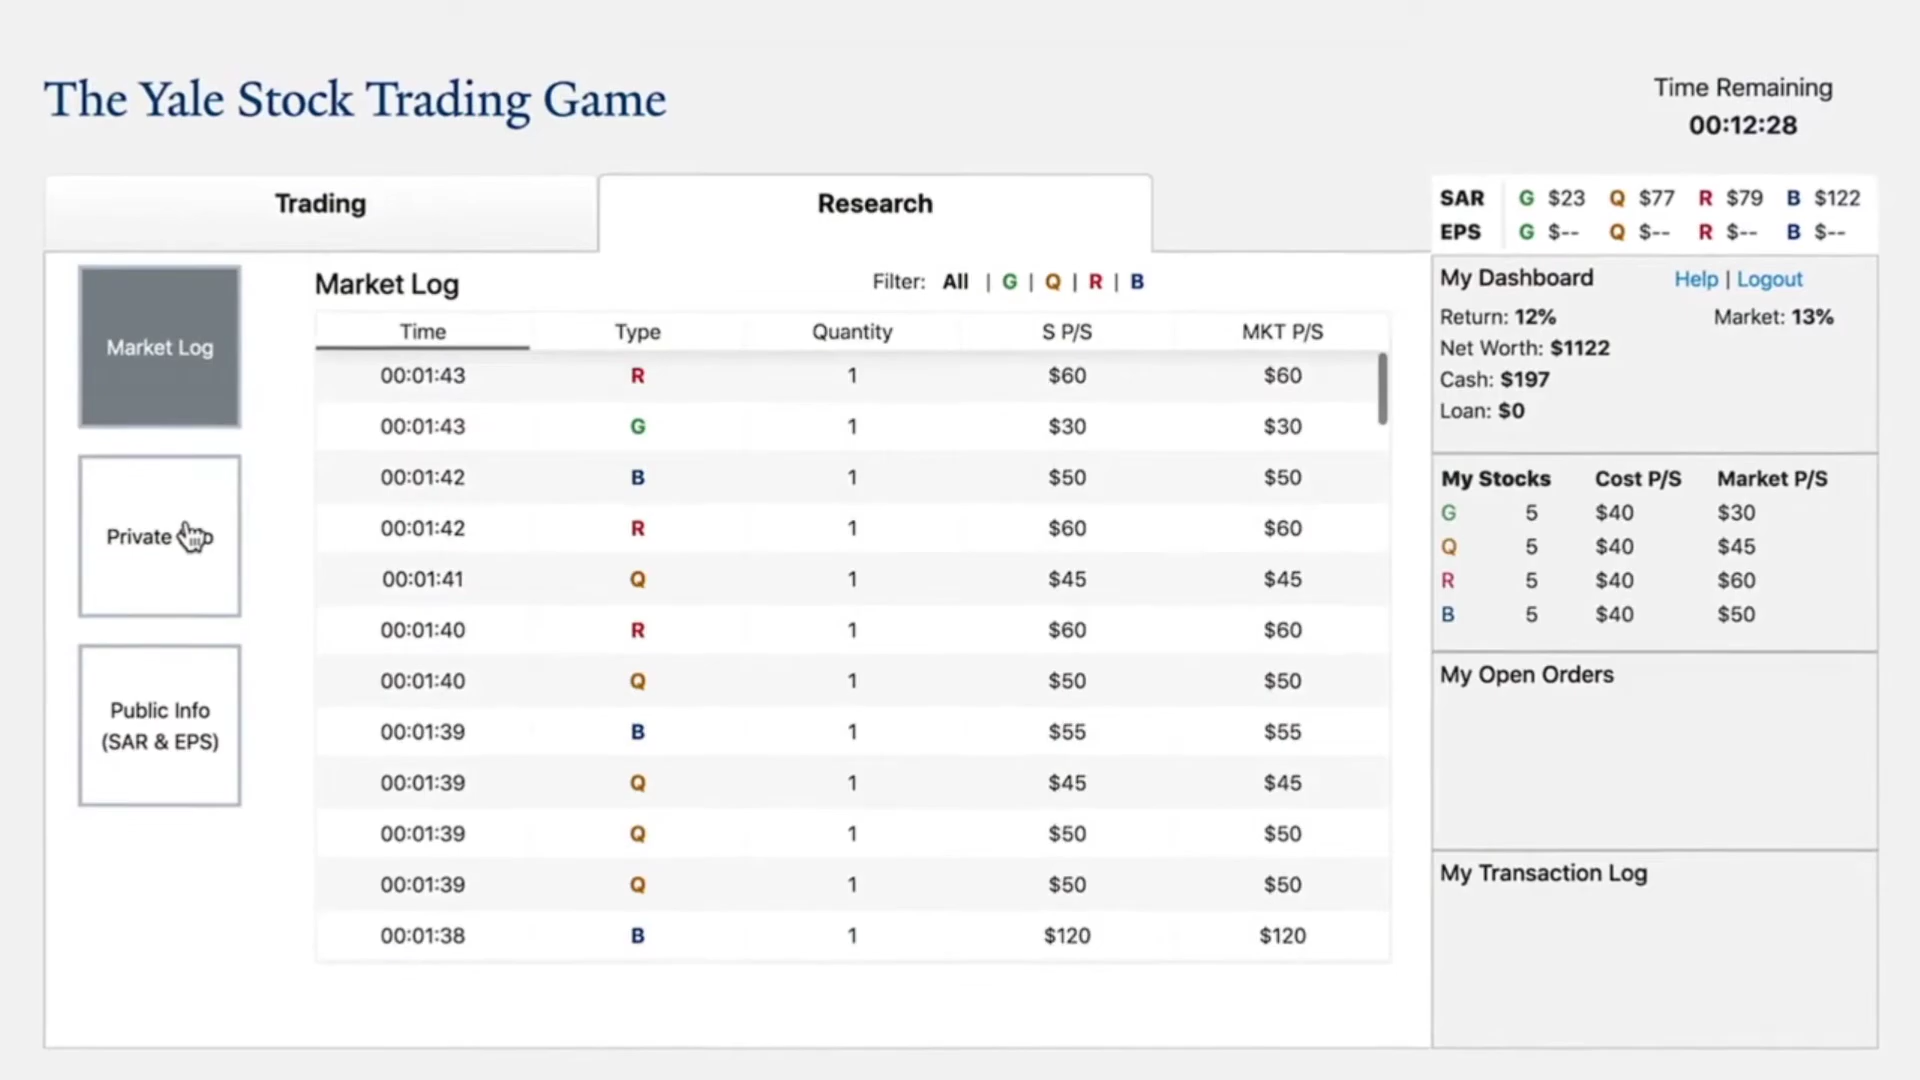 The Yale Stock Trading Game
Time Remaining
00:12:28
Trading
Research
SAR G $23 Q $77 R $79 B $122
EPS G $-- Q $-- R $-- B $--
Market Log
Private
Public Info
(SAR & EPS)
Market Log
Filter: All | G | Q | R | B
Time Type Quantity S P/S MKT P/S
00:01:43 R 1 $60 $60
00:01:43 G 1 $30 $30
00:01:42 B 1 $50 $50
00:01:42 R 1 $60 $60
00:01:41 Q 1 $45 $45
00:01:40 R 1 $60 $60
00:01:40 Q 1 $50 $50
00:01:39 B 1 $55 $55
00:01:39 Q 1 $45 $45
00:01:39 Q 1 $50 $50
00:01:39 Q 1 $50 $50
00:01:38 B 1 $120 $120
My Dashboard
Help | Logout
Return: 12% Market: 13%
Net Worth: $1122
Cash: $197
Loan: $0
My Stocks Cost P/S Market P/S
G 5 $40 $30
Q 5 $40 $45
R 5 $40 $60
B 5 $40 $50
My Open Orders
My Transaction Log